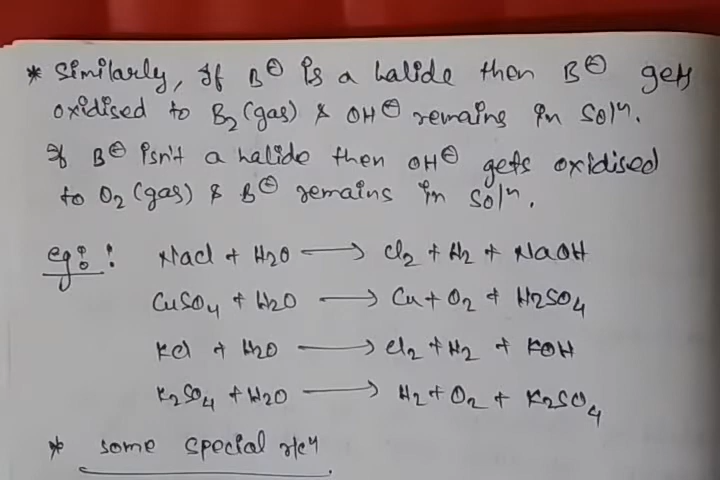 * Similarly, If B⊖ is a halide then B⊖ gets
oxidised to B₂ (gas) & OH⊖ remains in solⁿ.
If B⊖ isn't a halide then OH⊖ gets oxidised
to O₂ (gas) & B⊖ remains in solⁿ.
eg:! NaCl + H₂O → Cl₂ + H₂ + NaOH
CuSO₄ + H₂O → Cu + O₂ + H₂SO₄
KCl + H₂O → Cl₂ + H₂ + KOH
K₂SO₄ + H₂O → H₂ + O₂ + K₂SO₄
* some special r/cⁿ.